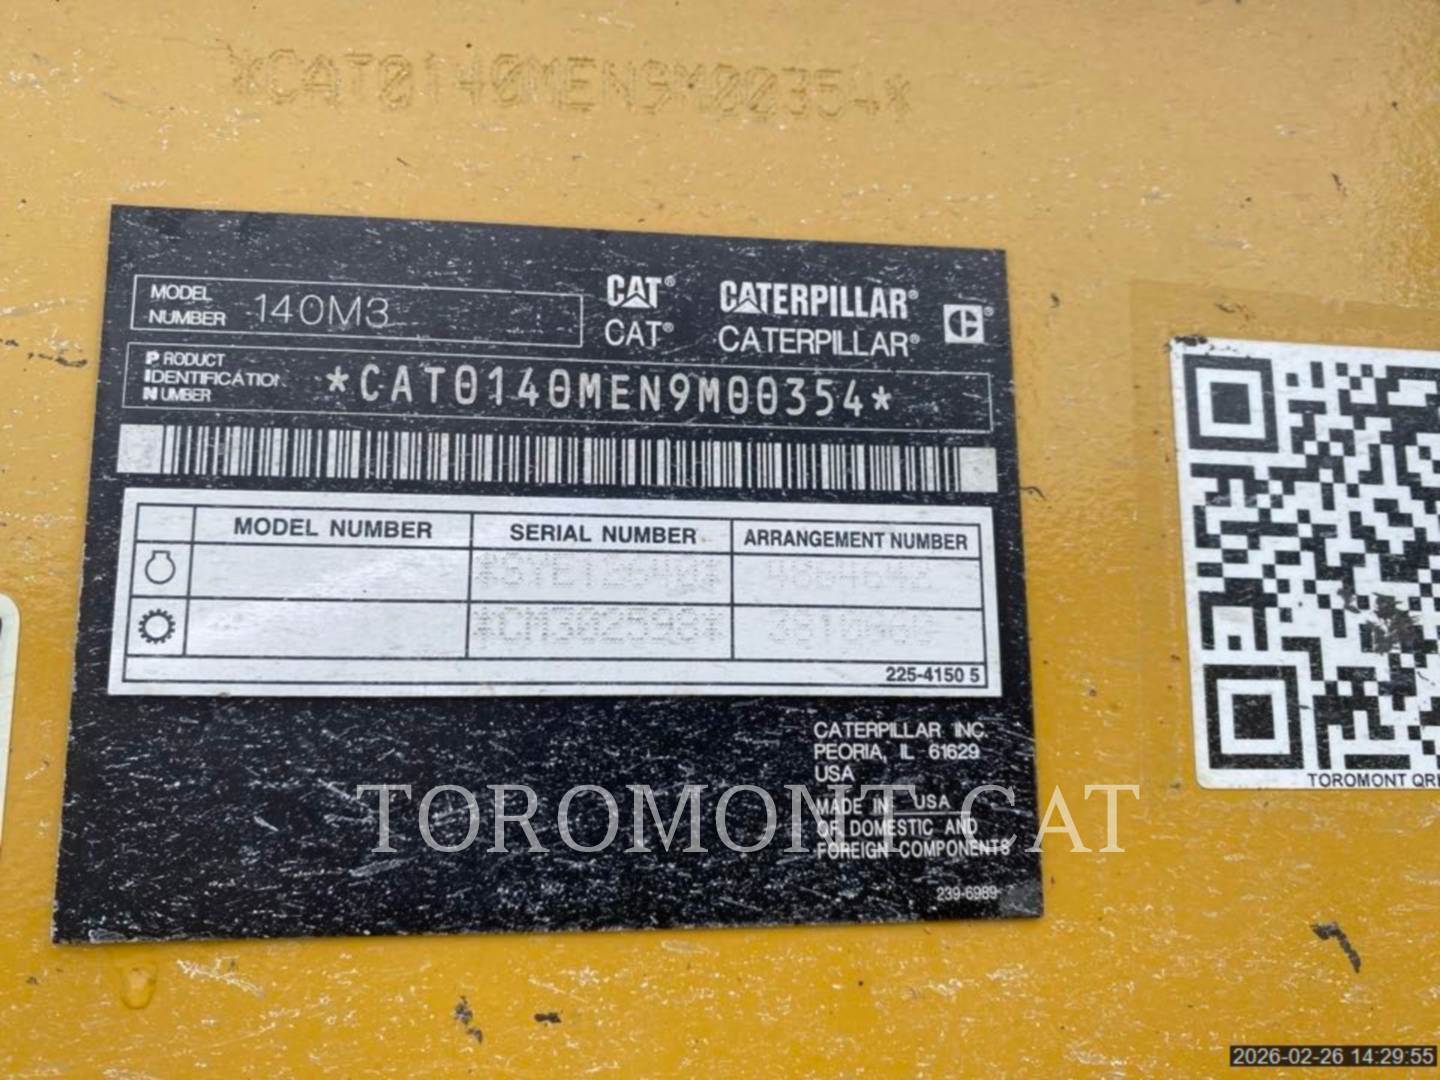 *CAT0140MEN9M00354*
MODEL NUMBER 140M3
CAT® CATERPILLAR®
CAT® CATERPILLAR®
PRODUCT IDENTIFICATION NUMBER *CAT0140MEN9M00354*
MODEL NUMBER SERIAL NUMBER ARRANGEMENT NUMBER
*CM302598*
225-4150 5
CATERPILLAR INC.
PEORIA, IL 61629
USA
MADE IN USA
OF DOMESTIC AND
FOREIGN COMPONENTS
239-6989
TOROMONT CAT
TOROMONT
2026-02-26 14:29:55